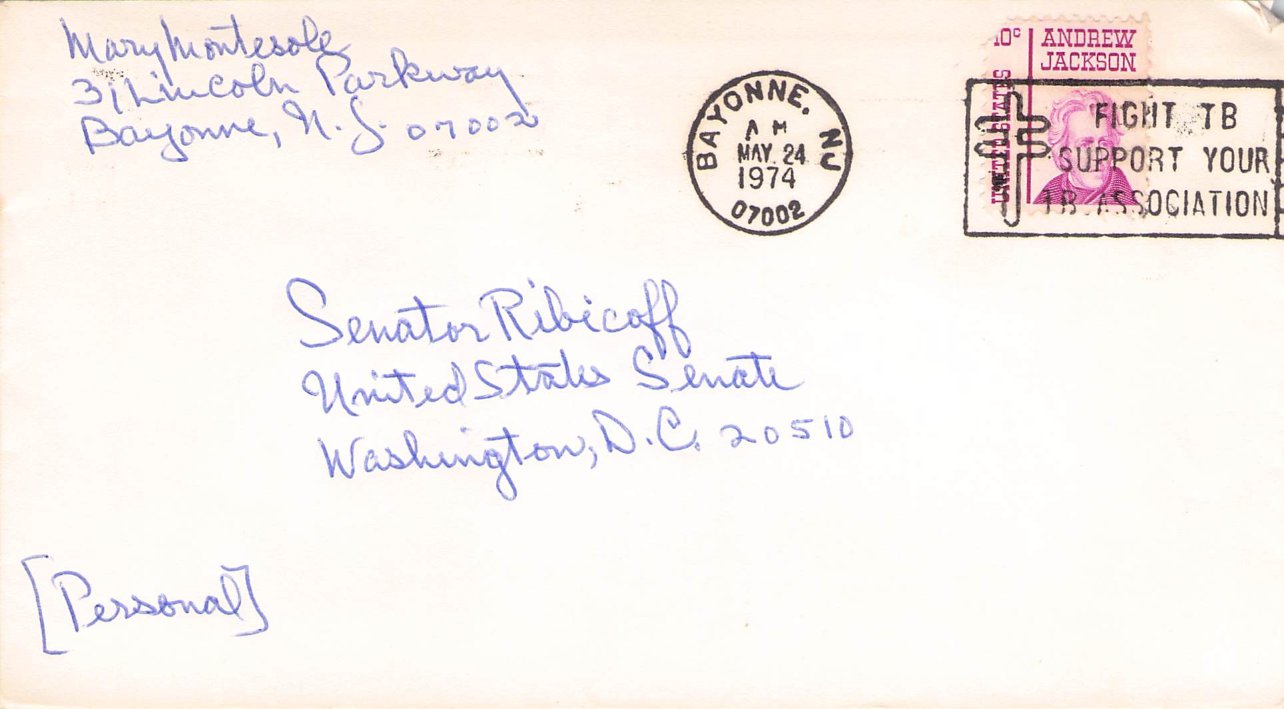 Mary Montesole
31 Lincoln Parkway
Bayonne, N.J. 07002
BAYONNE, NJ
AM
MAY 24
1974
07002
10c
ANDREW
JACKSON
UNITED STATES
FIGHT TB
SUPPORT YOUR
TB ASSOCIATION
Senator Ribicoff
United States Senate
Washington, D.C. 20510
[Personal]